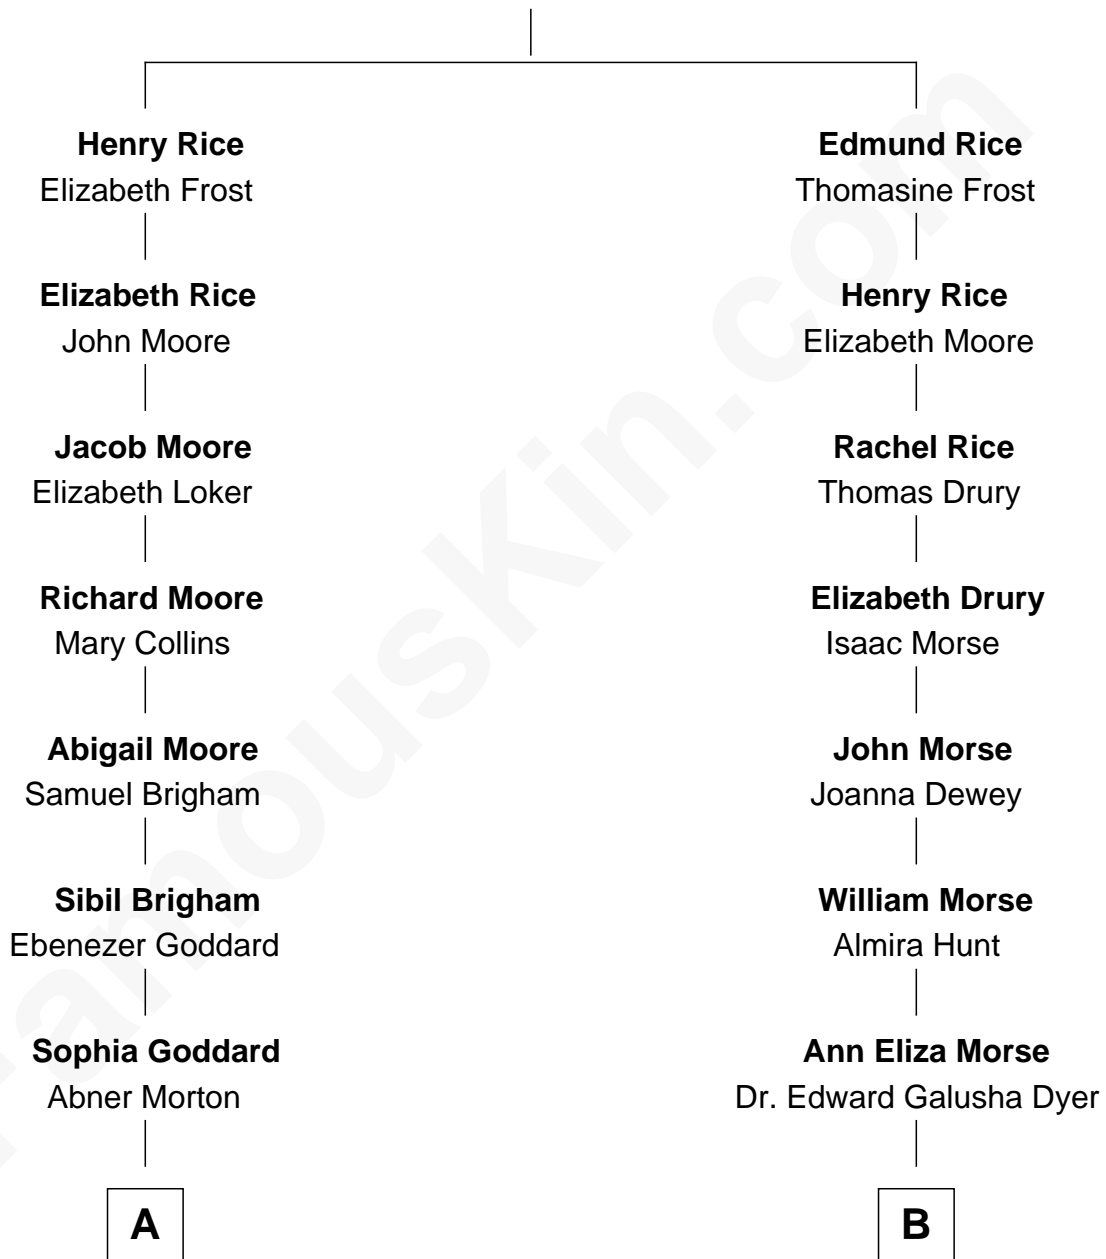 Henry Rice
Elizabeth Frost
Elizabeth Rice
John Moore
Jacob Moore
Elizabeth Loker
Richard Moore
Mary Collins
Abigail Moore
Samuel Brigham
Sibil Brigham
Ebenezer Goddard
Sophia Goddard
Abner Morton
A
Edmund Rice
Thomasine Frost
Henry Rice
Elizabeth Moore
Rachel Rice
Thomas Drury
Elizabeth Drury
Isaac Morse
John Morse
Joanna Dewey
William Morse
Almira Hunt
Ann Eliza Morse
Dr. Edward Galusha Dyer
B
FamousKin.com